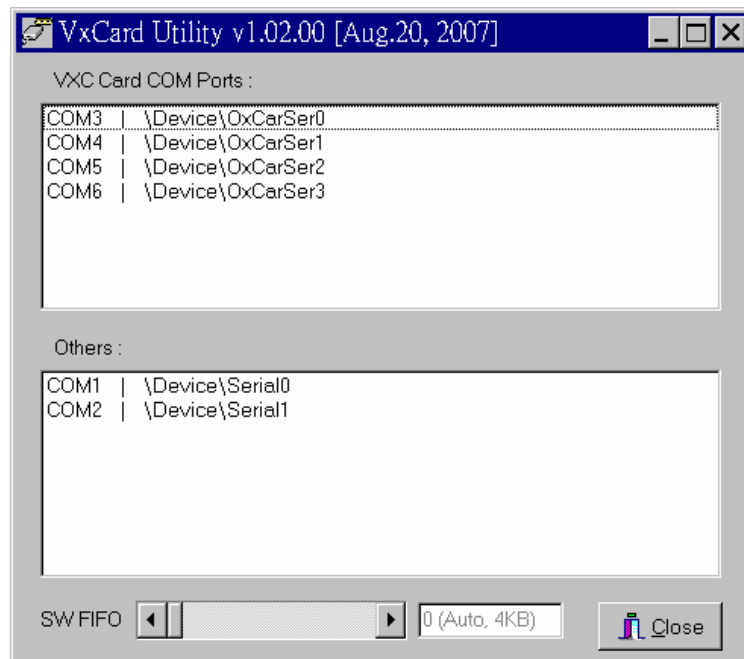 VxCard Utility v1.02.00 [Aug.20, 2007]
VXC Card COM Ports :
COM3 | \Device\OxCarSer0
COM4 | \Device\OxCarSer1
COM5 | \Device\OxCarSer2
COM6 | \Device\OxCarSer3
Others :
COM1 | \Device\Serial0
COM2 | \Device\Serial1
SW FIFO 0 (Auto, 4KB) Close